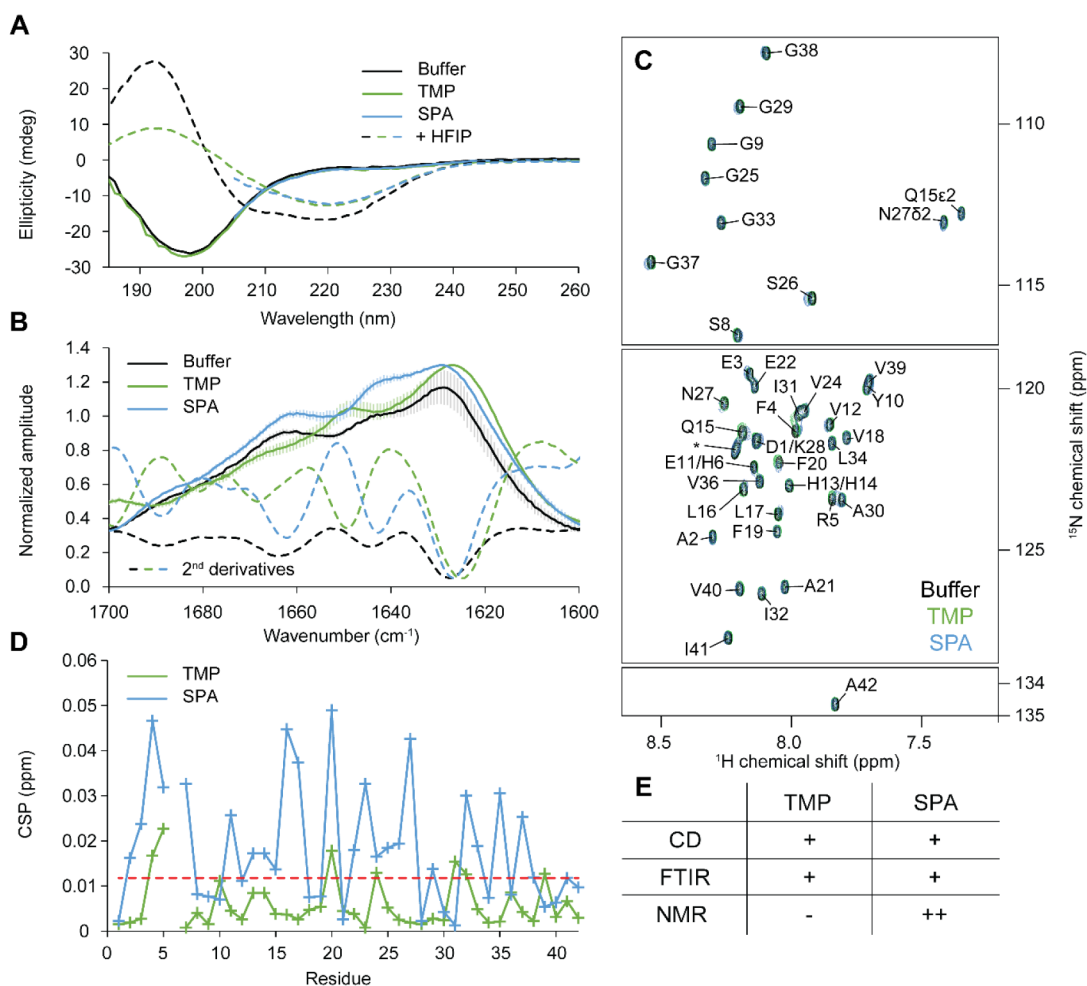 A
30
20
10
0
-10
-20
-30
Ellipticity (mdeg)
Buffer
TMP
SPA
+ HFIP
190 200 210 220 230 240 250 260
Wavelength (nm)
B
1.4
1.2
1.0
0.8
0.6
0.4
0.2
0.0
Normalized amplitude
Buffer
TMP
SPA
2nd derivatives
1700 1680 1660 1640 1620 1600
Wavenumber (cm-1)
C
G38
G29
G9
G25
Q15ε2
N27δ2
G33
G37
S26
S8
110
115
E3 E22 V39
I31 V24
N27 Y10
F4 V12
Q15 V18
* D1/K28 L34
E11/H6 F20
V36 H13/H14
L16 L17 A30
R5
A2 F19
V40 A21
I32
I41
Buffer
TMP
SPA
120
125
A42
134
135
15N chemical shift (ppm)
8.5 8.0 7.5
1H chemical shift (ppm)
D
0.06
0.05
0.04
0.03
0.02
0.01
0
CSP (ppm)
TMP
SPA
0 5 10 15 20 25 30 35 40
Residue
E
TMP SPA
CD + +
FTIR + +
NMR - ++